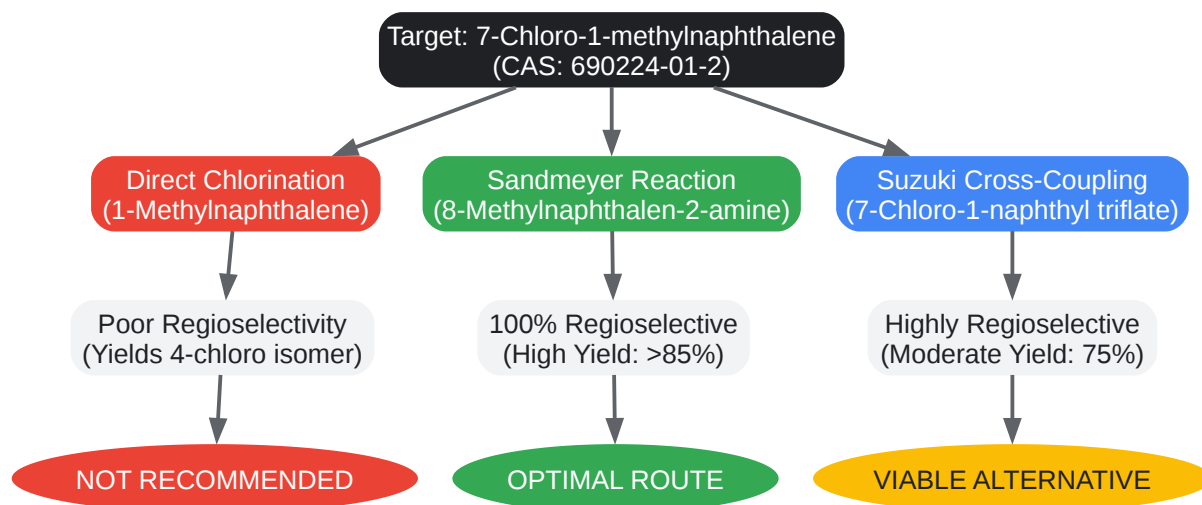 Target: 7-Chloro-1-methylnaphthalene
(CAS: 690224-01-2)
Direct Chlorination
(1-Methylnaphthalene)
Sandmeyer Reaction
(8-Methylnaphthalen-2-amine)
Suzuki Cross-Coupling
(7-Chloro-1-naphthyl triflate)
Poor Regioselectivity
(Yields 4-chloro isomer)
100% Regioselective
(High Yield: >85%)
Highly Regioselective
(Moderate Yield: 75%)
NOT RECOMMENDED
OPTIMAL ROUTE
VIABLE ALTERNATIVE